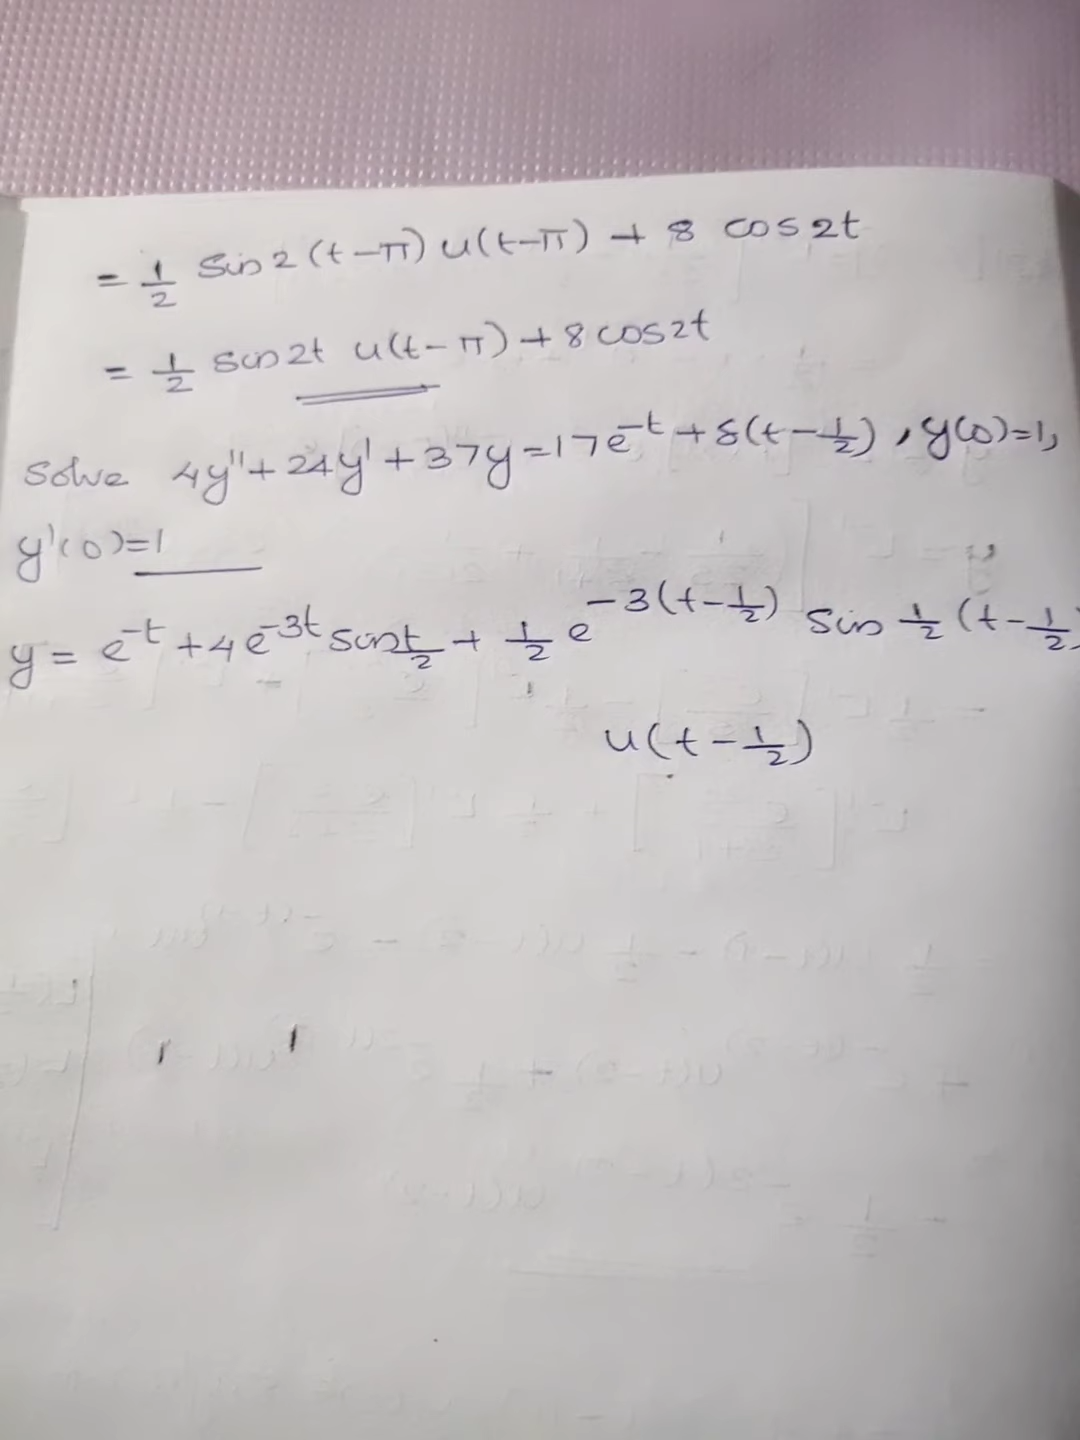 = 1/2 Sin 2 (t-π) u(t-π) + 8 cos 2t
= 1/2 sin 2t u(t-π) + 8 cos 2t
Solve 4y'' + 24y' + 37y = 17e^-t + δ(t - 1/2), y(0)=1,
y'(0)=1
y = e^-t + 4e^-3t sin t/2 + 1/2 e^-3(t-1/2) Sin 1/2 (t-1/2)
u(t - 1/2)